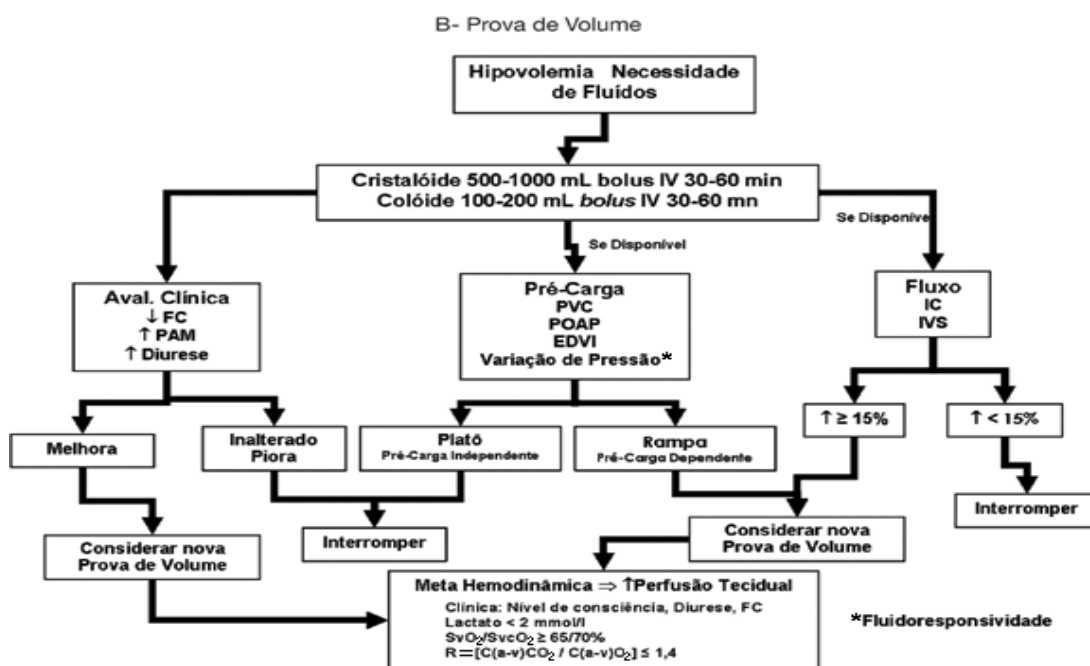 B- Prova de Volume
Hipovolemia Necessidade
de Fluídos
Cristalóide 500-1000 mL bolus IV 30-60 min
Colóide 100-200 mL bolus IV 30-60 mn
Se Disponível
Se Disponíve
Aval. Clínica
↓ FC
↑ PAM
↑ Diurese
Pré-Carga
PVC
POAP
EDVI
Variação de Pressão*
Fluxo
IC
IVS
Melhora
Inalterado
Piora
Platô
Pré-Carga Independente
Rampa
Pré-Carga Dependente
↑ ≥ 15%
↑ < 15%
Considerar nova
Prova de Volume
Interromper
Considerar nova
Prova de Volume
Interromper
Meta Hemodinâmica ⇒ ↑Perfusão Tecidual
Clínica: Nível de consciência, Diurese, FC
Lactato < 2 mmol/l
SvO₂/SvcO₂ ≥ 65/70%
R=[C(a-v)CO₂ / C(a-v)O₂] ≤ 1,4
*Fluidoresponsividade